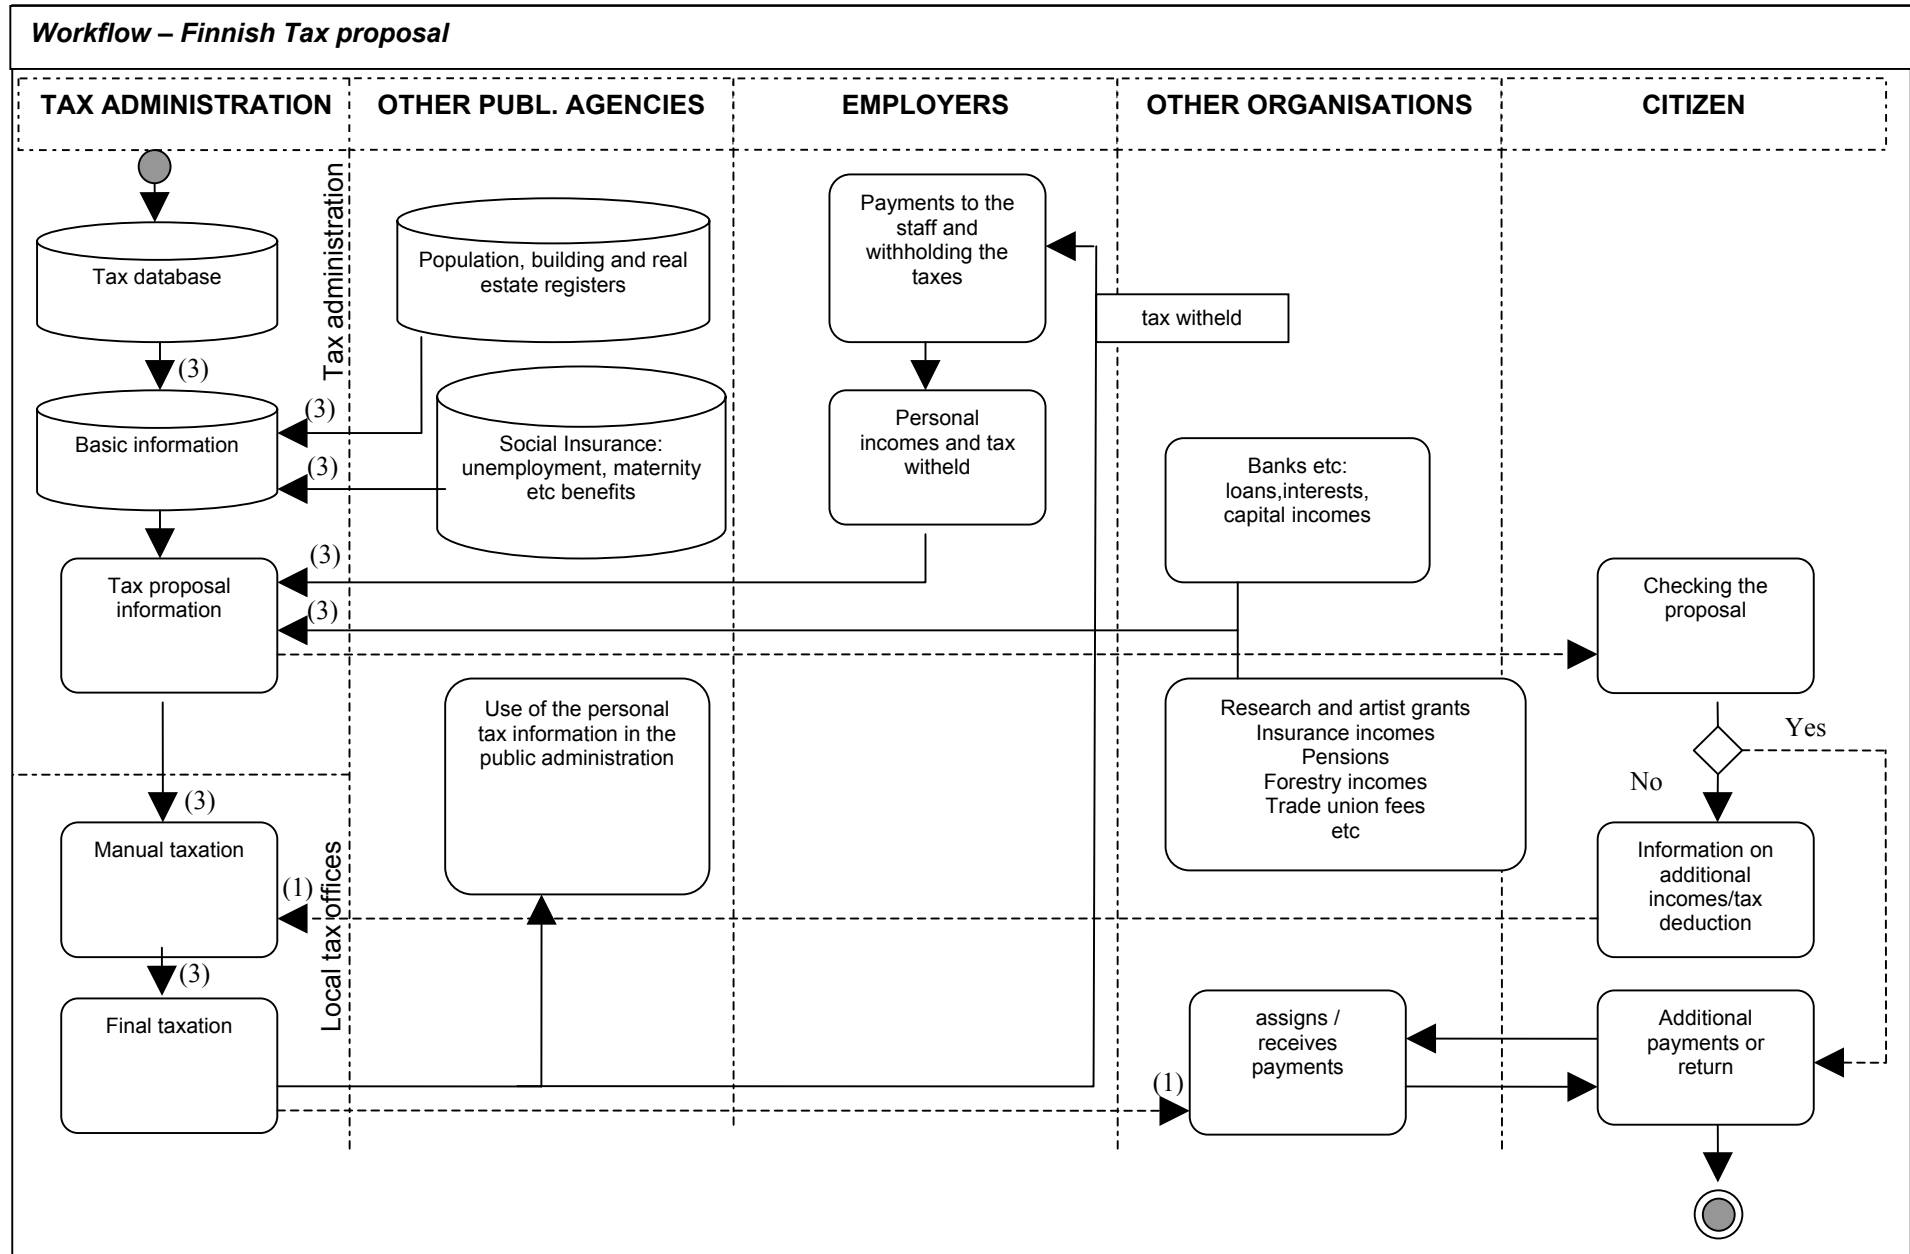 Workflow – Finnish Tax proposal
TAX ADMINISTRATION
OTHER PUBL. AGENCIES
EMPLOYERS
OTHER ORGANISATIONS
CITIZEN
Tax administration
Tax database
(3)
Basic information
Population, building and real
estate registers
(3)
Social Insurance:
unemployment, maternity
etc benefits
(3)
Payments to the
staff and
withholding the
taxes
tax witheld
Personal
incomes and tax
witheld
(3)
Banks etc:
loans,interests,
capital incomes
(3)
Tax proposal
information
Checking the
proposal
Yes
No
Use of the personal
tax information in the
public administration
Research and artist grants
Insurance incomes
Pensions
Forestry incomes
Trade union fees
etc
(3)
Local tax offices
Manual taxation
(1)
Information on
additional
incomes/tax
deduction
(3)
Final taxation
(1)
assigns /
receives
payments
Additional
payments or
return